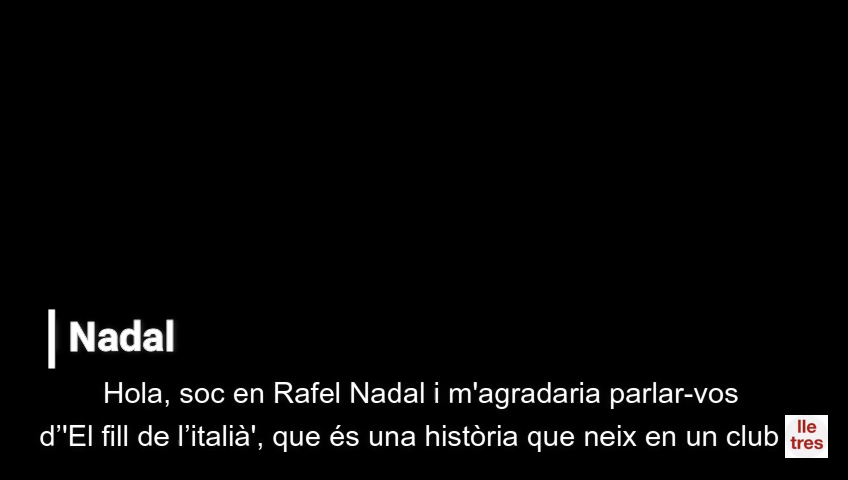 Nadal
Hola, soc en Rafel Nadal i m'agradaria parlar-vos
d’'El fill de l’italià', que és una història que neix en un club
lle
tres